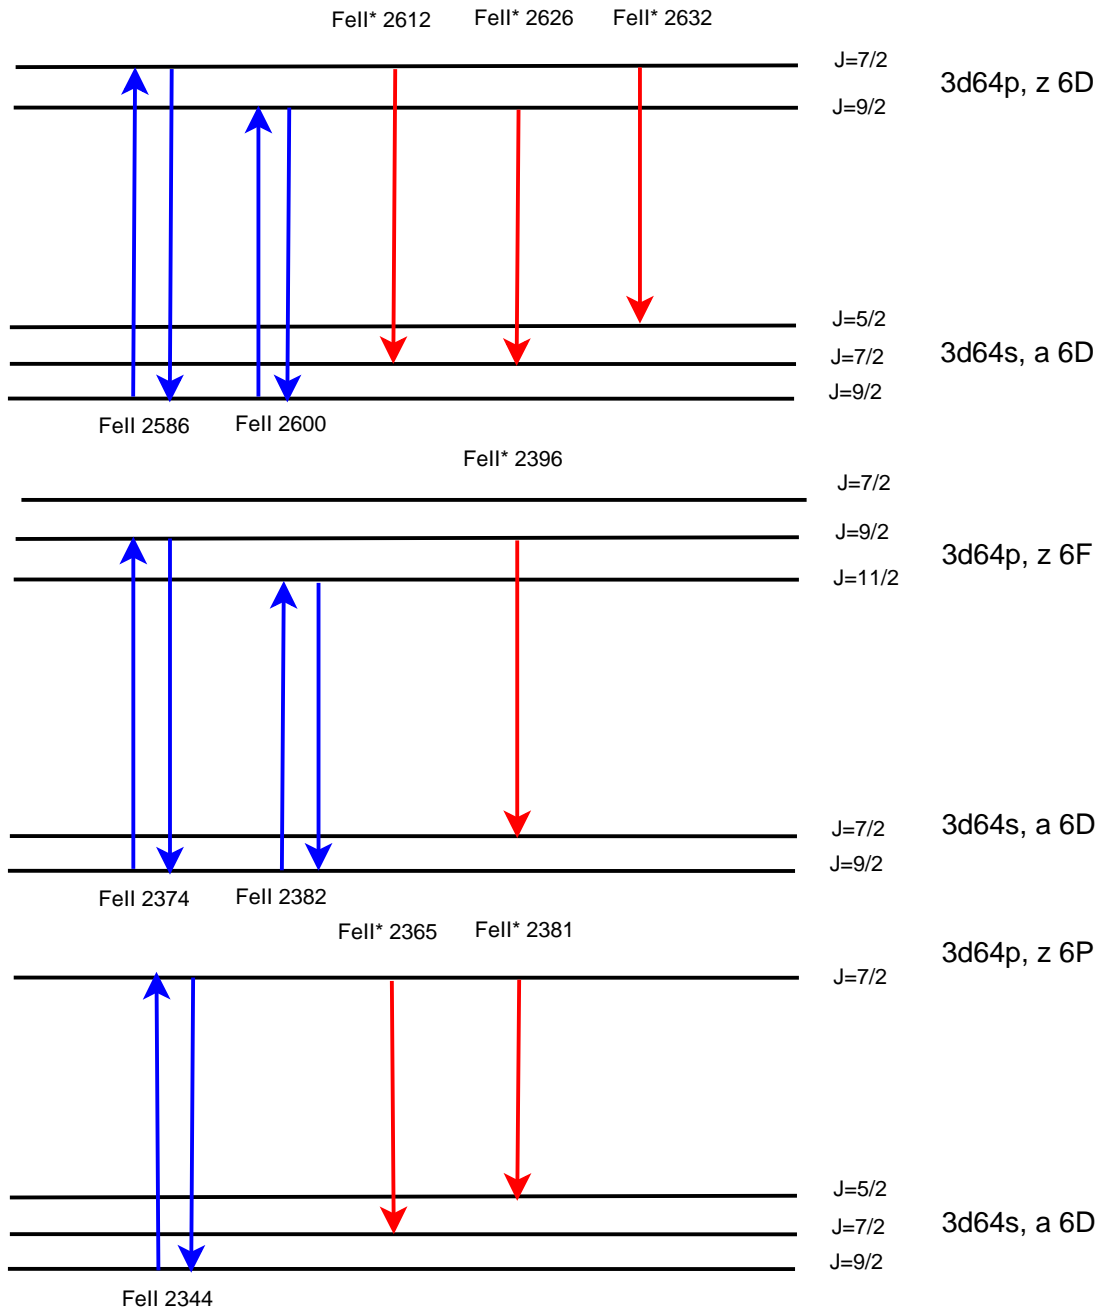 FeII* 2612 FeII* 2626 FeII* 2632
J=7/2
3d64p, z 6D
J=9/2
J=5/2
J=7/2
3d64s, a 6D
J=9/2
FeII 2586 FeII 2600
FeII* 2396
J=7/2
J=9/2
3d64p, z 6F
J=11/2
J=7/2
3d64s, a 6D
J=9/2
FeII 2374 FeII 2382
FeII* 2365 FeII* 2381
3d64p, z 6P
J=7/2
J=5/2
J=7/2
3d64s, a 6D
J=9/2
FeII 2344